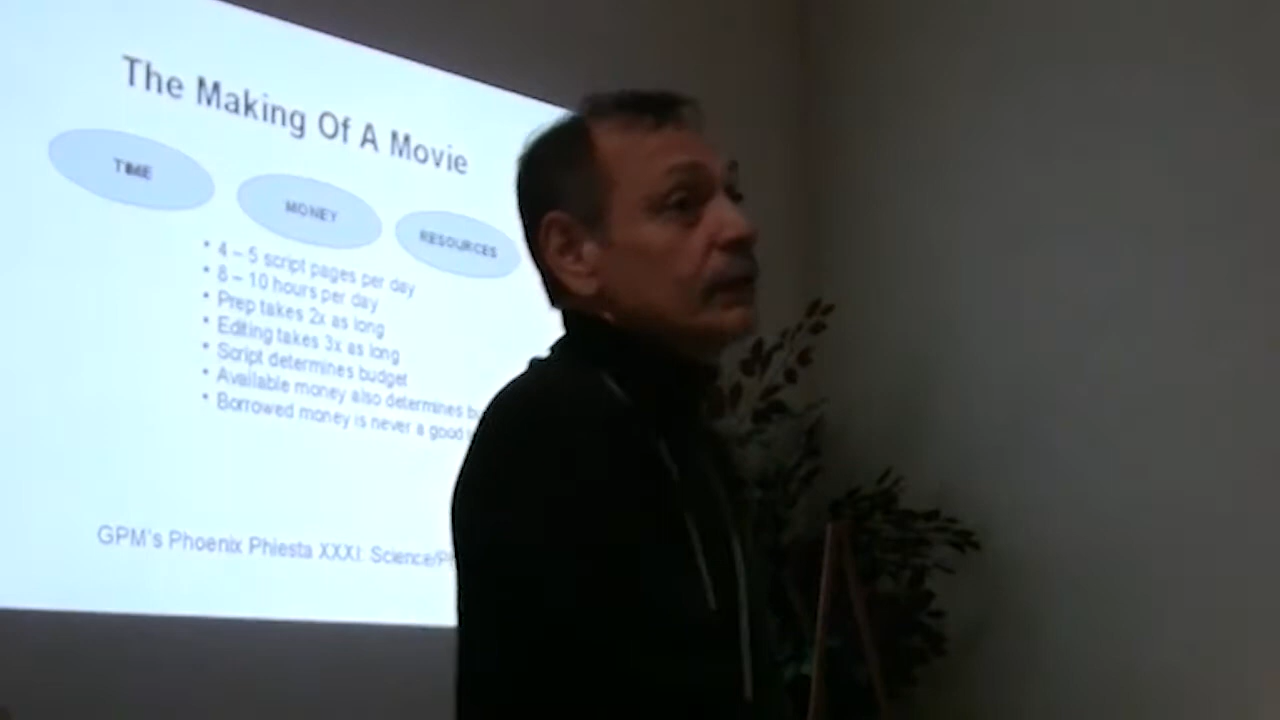 The Making Of A Movie
TIME
MONEY
RESOURCES
• 4 – 5 script pages per day
• 8 – 10 hours per day
• Prep takes 2x as long
• Editing takes 3x as long
• Script determines budget
• Available money also determines
• Borrowed money is never a good
GPM's Phoenix Phiesta XXXI: Science/